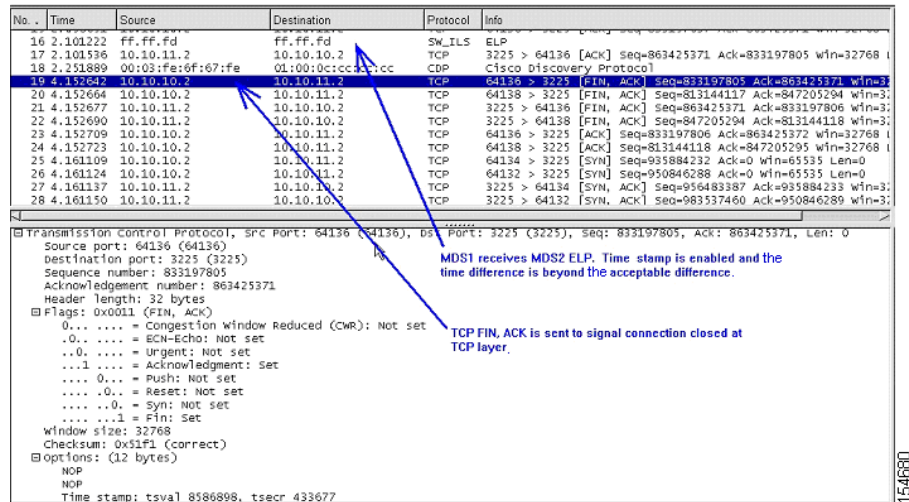 No. . Time Source Destination Protocol Info
16 2.101222 ff.ff.fd ff.ff.fd SW_ILS ELP
17 2.101536 10.10.11.2 10.10.10.2 TCP 3225 > 64136 [ACK] Seq=863425371 Ack=833197805 Win=32768 L
18 2.251889 00:03:fe:6f:67:fe 01:00:0c:cc:cc:cc CDP Cisco Discovery Protocol
19 4.152642 10.10.10.2 10.10.11.2 TCP 64136 > 3225 [FIN, ACK] Seq=833197805 Ack=863425371 Win=32
20 4.152664 10.10.10.2 10.10.11.2 TCP 64138 > 3225 [FIN, ACK] Seq=813144117 Ack=847205294 Win=32
21 4.152677 10.10.11.2 10.10.10.2 TCP 3225 > 64136 [FIN, ACK] Seq=863425371 Ack=833197806 Win=32
22 4.152690 10.10.11.2 10.10.10.2 TCP 3225 > 64138 [FIN, ACK] Seq=847205294 Ack=813144118 Win=32
23 4.152709 10.10.10.2 10.10.11.2 TCP 64136 > 3225 [ACK] Seq=833197806 Ack=863425372 Win=32768 L
24 4.152723 10.10.10.2 10.10.11.2 TCP 64138 > 3225 [ACK] Seq=813144118 Ack=847205295 Win=32768 L
25 4.161109 10.10.10.2 10.10.11.2 TCP 64134 > 3225 [SYN] Seq=935884232 Ack=0 Win=65535 Len=0
26 4.161124 10.10.10.2 10.10.11.2 TCP 64132 > 3225 [SYN] Seq=950846288 Ack=0 Win=65535 Len=0
27 4.161137 10.10.11.2 10.10.10.2 TCP 3225 > 64134 [SYN, ACK] Seq=956483387 Ack=935884233 Win=32
28 4.161150 10.10.11.2 10.10.10.2 TCP 3225 > 64132 [SYN, ACK] Seq=983537460 Ack=950846289 Win=32
Transmission Control Protocol, Src Port: 64136 (64136), Dst Port: 3225 (3225), Seq: 833197805, Ack: 863425371, Len: 0
Source port: 64136 (64136)
Destination port: 3225 (3225)
Sequence number: 833197805
Acknowledgement number: 863425371
Header length: 32 bytes
Flags: 0x0011 (FIN, ACK)
0... .... = Congestion Window Reduced (CWR): Not set
.0.. .... = ECN-Echo: Not set
..0. .... = Urgent: Not set
...1 .... = Acknowledgment: Set
.... 0... = Push: Not set
.... .0.. = Reset: Not set
.... ..0. = Syn: Not set
.... ...1 = Fin: Set
Window size: 32768
Checksum: 0x51f1 (correct)
Options: (12 bytes)
NOP
NOP
Time stamp: tsval 8586898, tsecr 433677
MDS1 receives MDS2 ELP. Time stamp is enabled and the
time difference is beyond the acceptable difference.
TCP FIN, ACK is sent to signal connection closed at
TCP layer.
154680